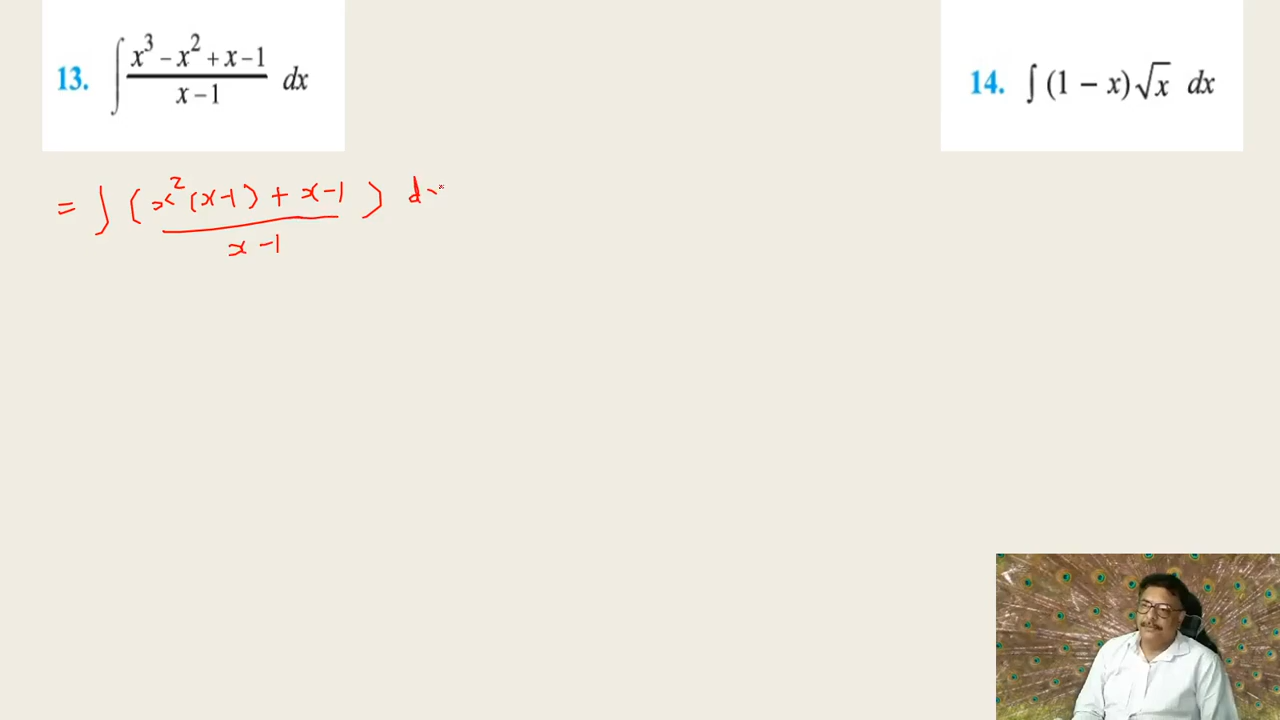 13. ∫ (x³ − x² + x − 1)/(x − 1) dx
14. ∫ (1 − x)√x dx
= ∫ (x²(x−1) + x−1)/(x−1) dx